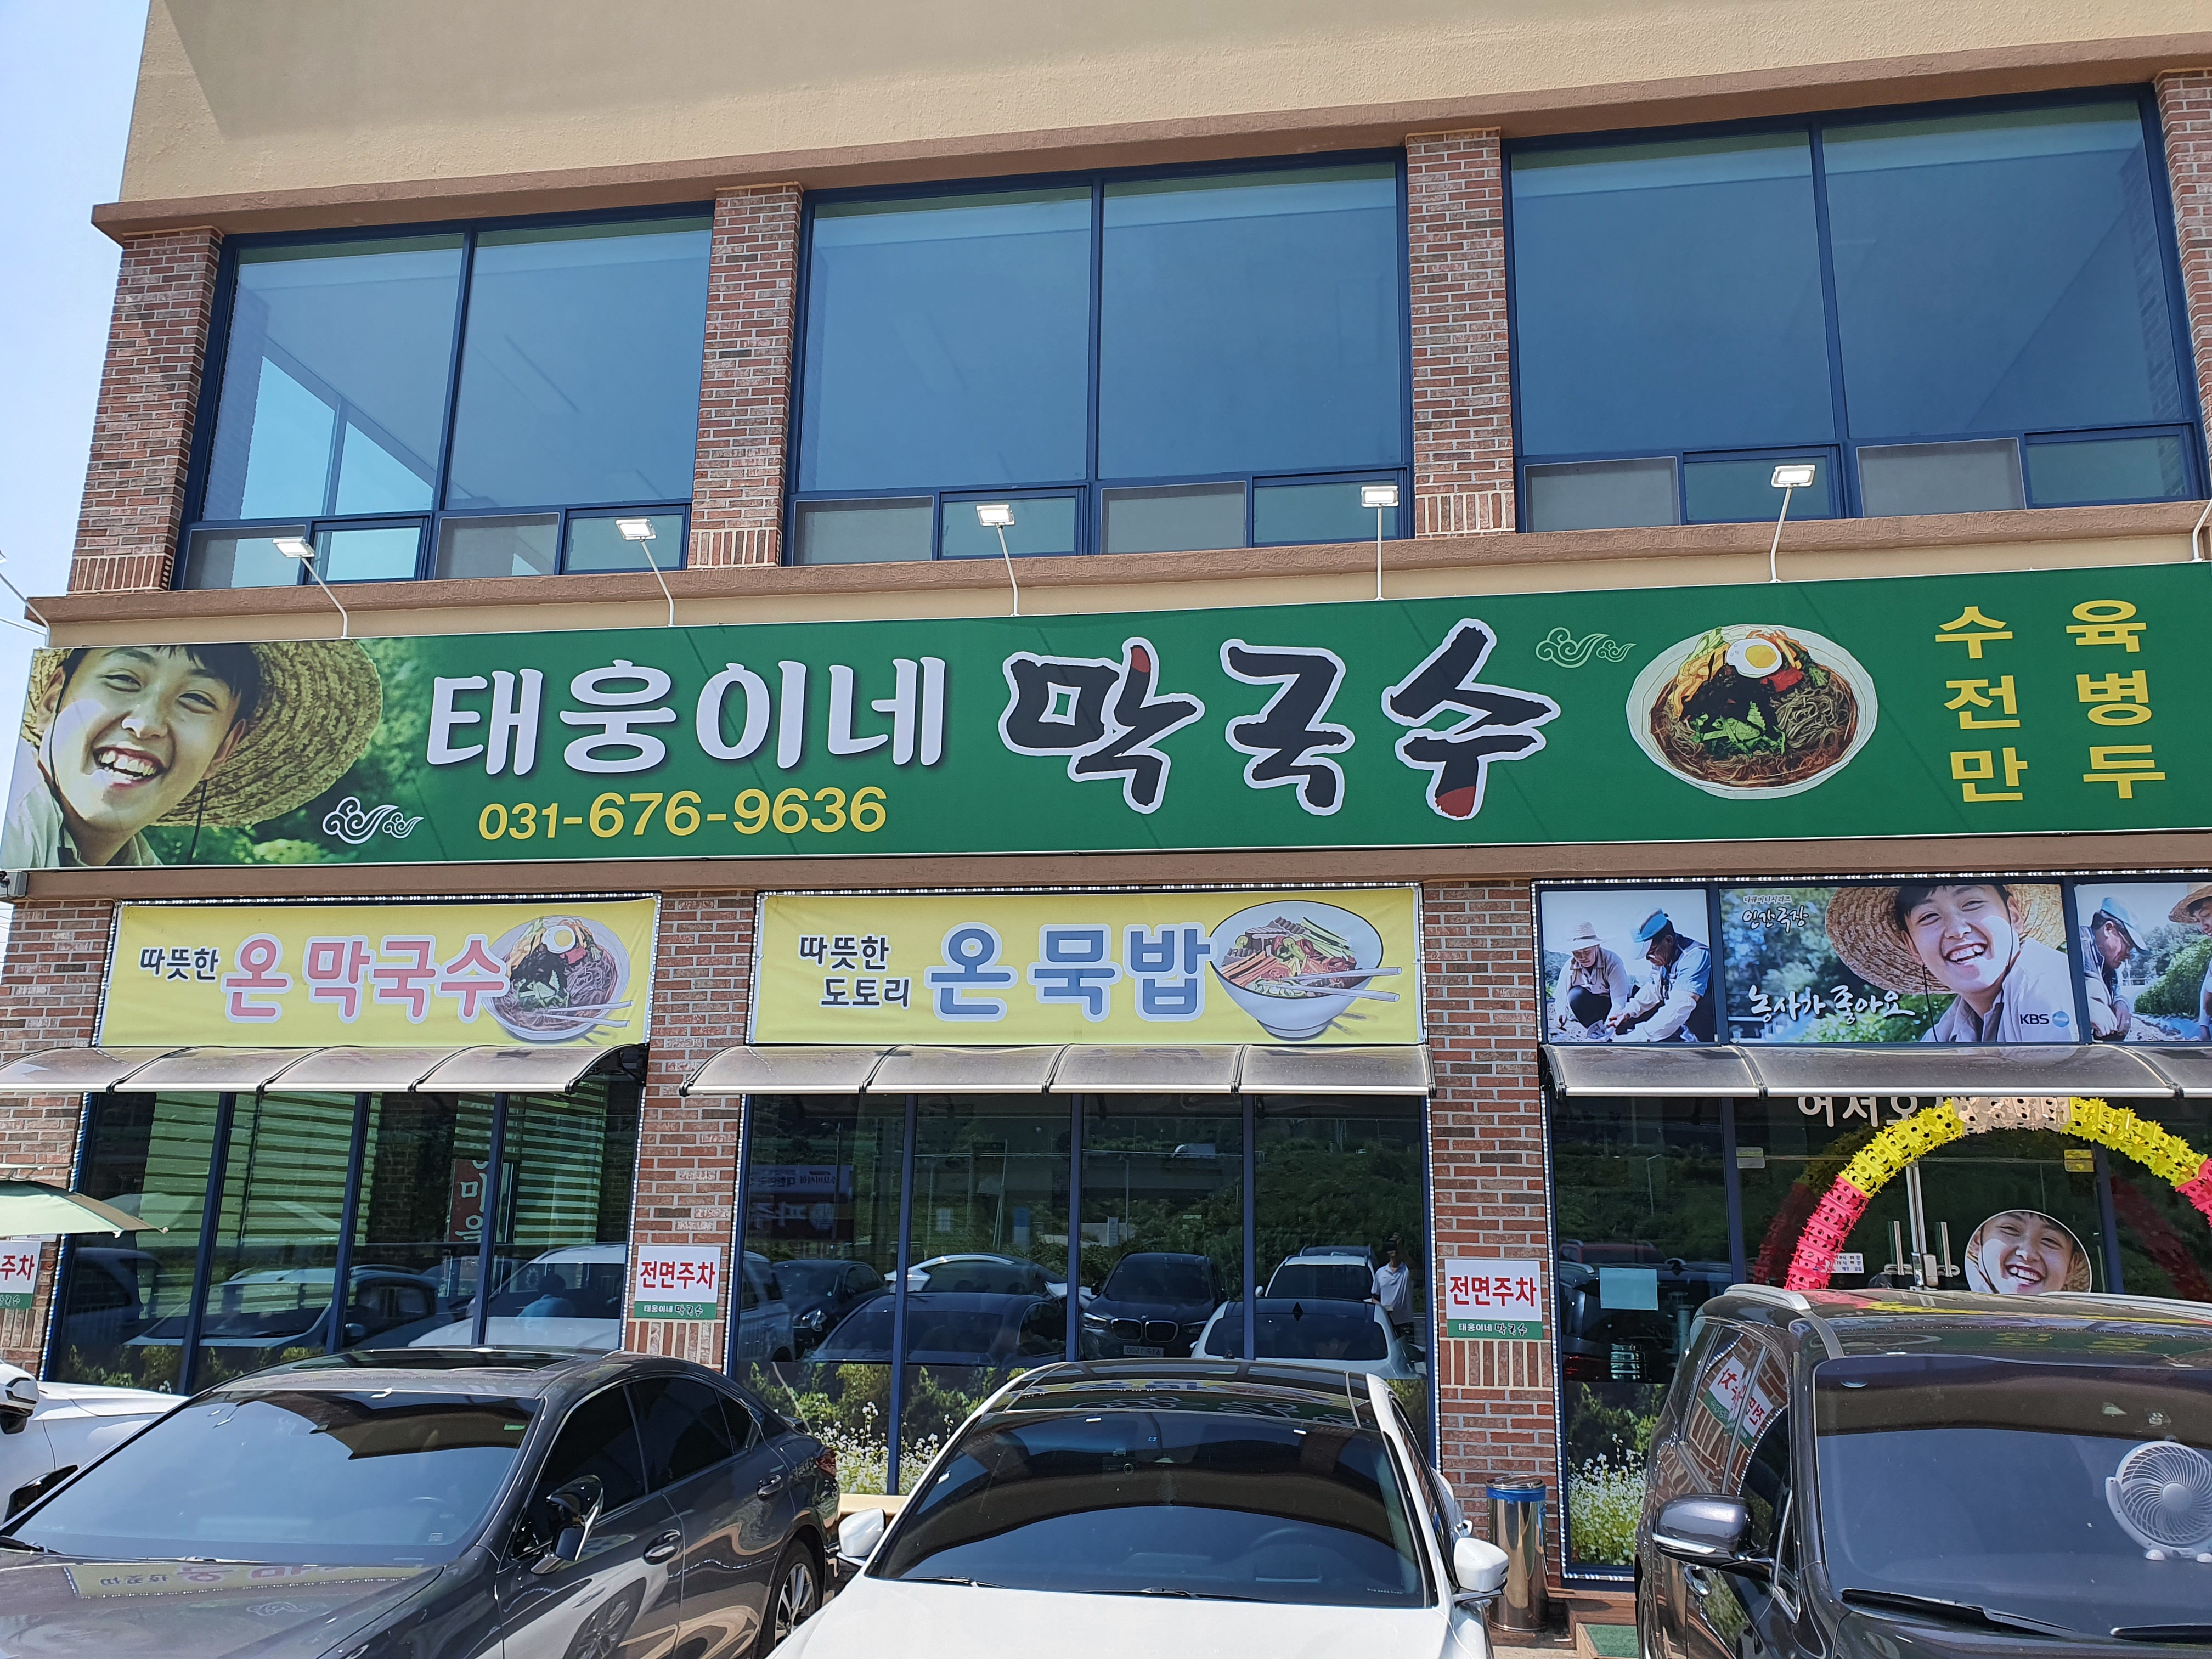 태웅이네 막국수
031-676-9636
수육
전병
만두
따뜻한 온 막국수
따뜻한
도토리
온 묵밥
인간극장
농사가 좋아요
KBS
주차
전면주차
태웅이네 막국수
전면주차
태웅이네 막국수